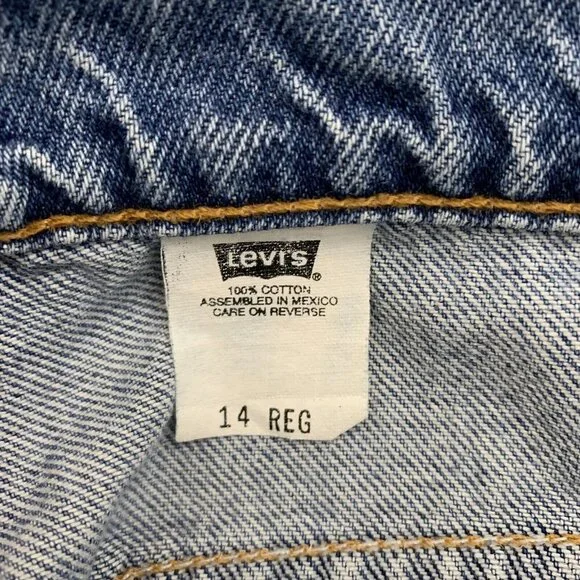 Levi's®
100% COTTON
ASSEMBLED IN MEXICO
CARE ON REVERSE
14 REG